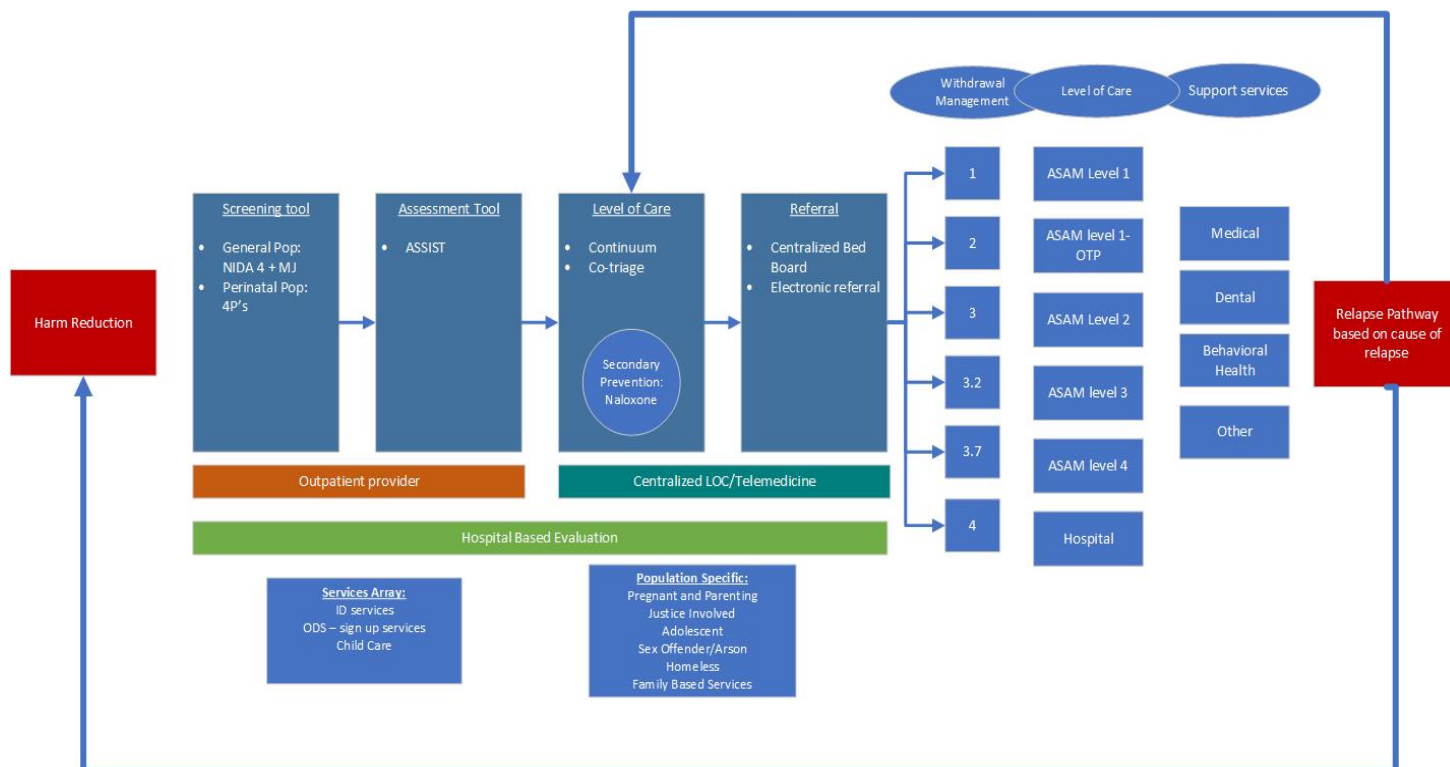 Withdrawal
Management
Level of Care
Support services
Harm Reduction
Screening tool
• General Pop:
NIDA 4 + MJ
• Perinatal Pop:
4P's
Assessment Tool
• ASSIST
Level of Care
• Continuum
• Co-triage
Secondary
Prevention:
Naloxone
Referral
• Centralized Bed
Board
• Electronic referral
1
2
3
3.2
3.7
4
ASAM Level 1
ASAM level 1-
OTP
ASAM Level 2
ASAM level 3
ASAM level 4
Hospital
Medical
Dental
Behavioral
Health
Other
Relapse Pathway
based on cause of
relapse
Outpatient provider
Centralized LOC/Telemedicine
Hospital Based Evaluation
Services Array:
ID services
ODS – sign up services
Child Care
Population Specific:
Pregnant and Parenting
Justice Involved
Adolescent
Sex Offender/Arson
Homeless
Family Based Services